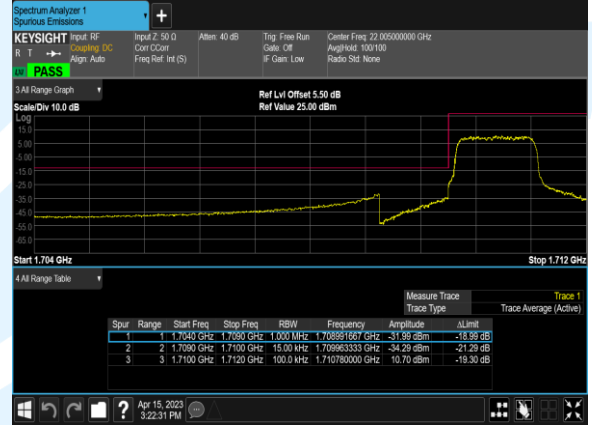 Spectrum Analyzer 1
Spurious Emissions
KEYSIGHT Input: RF Input Z: 50 Ω Atten: 40 dB Trig: Free Run Center Freq: 22.005000000 GHz
R T Coupling: DC Corr CCorr Gate: Off Avg|Hold: 100/100
Align: Auto Freq Ref: Int (S) IF Gain: Low Radio Std: None
PASS
3 All Range Graph
Ref Lvl Offset 5.50 dB
Scale/Div 10.0 dB Ref Value 25.00 dBm
Log
15.0
5.00
-5.00
-15.0
-25.0
-35.0
-45.0
-55.0
-65.0
Start 1.704 GHz Stop 1.712 GHz
4 All Range Table
Measure Trace Trace 1
Trace Type Trace Average (Active)
Spur Range Start Freq Stop Freq RBW Frequency Amplitude ΔLimit
1 1 1.7040 GHz 1.7090 GHz 1.000 MHz 1.708991667 GHz -31.99 dBm -18.99 dB
2 2 1.7090 GHz 1.7100 GHz 15.00 kHz 1.709963333 GHz -34.29 dBm -21.29 dB
3 3 1.7100 GHz 1.7120 GHz 100.0 kHz 1.710780000 GHz 10.70 dBm -19.30 dB
? Apr 15, 2023
3:22:31 PM